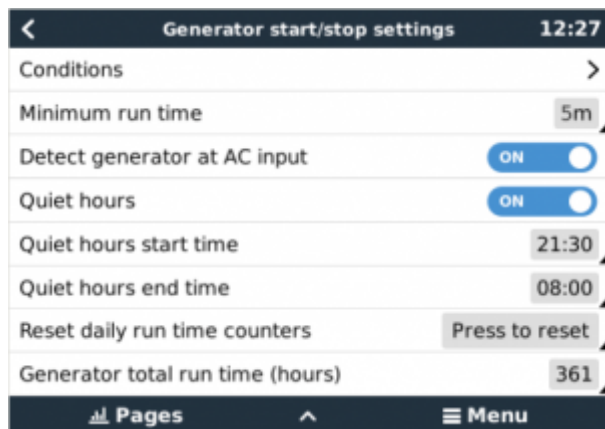 Generator start/stop settings 12:27
Conditions
Minimum run time 5m
Detect generator at AC input ON
Quiet hours ON
Quiet hours start time 21:30
Quiet hours end time 08:00
Reset daily run time counters Press to reset
Generator total run time (hours) 361
Pages Menu